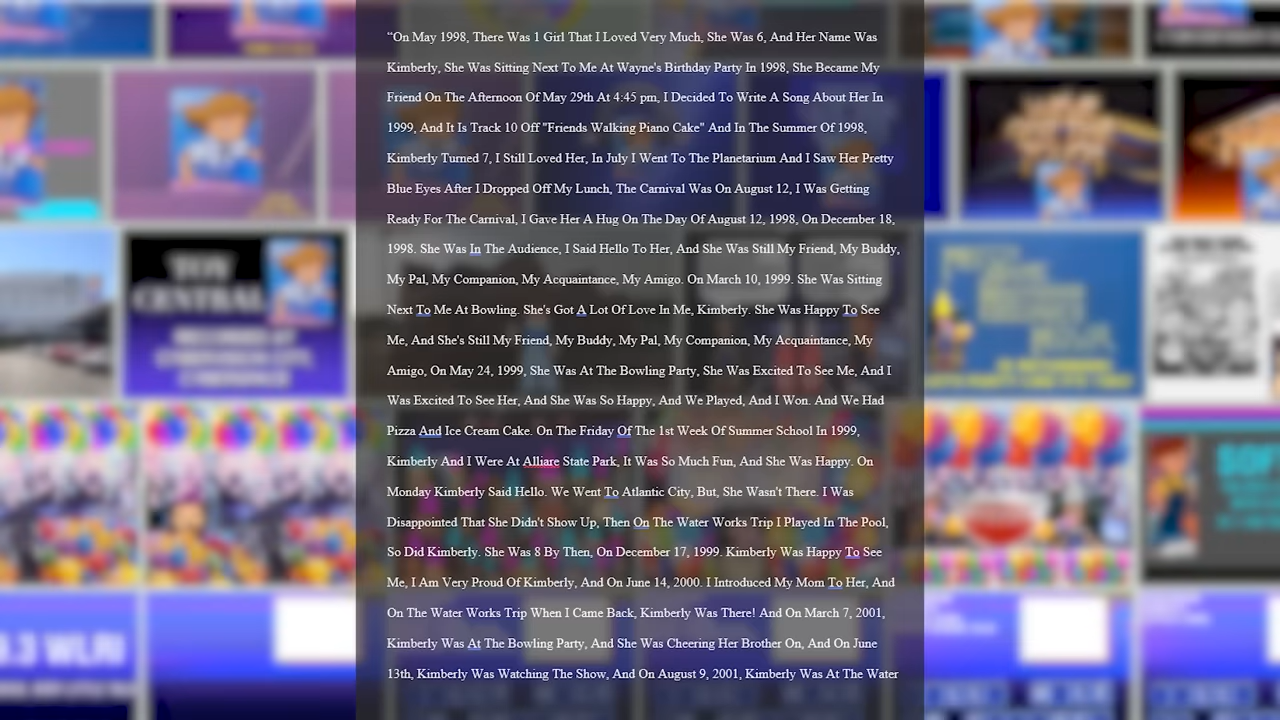 “On May 1998, There Was 1 Girl That I Loved Very Much, She Was 6, And Her Name Was
Kimberly, She Was Sitting Next To Me At Wayne's Birthday Party In 1998, She Became My
Friend On The Afternoon Of May 29th At 4:45 pm, I Decided To Write A Song About Her In
1999, And It Is Track 10 Off "Friends Walking Piano Cake" And In The Summer Of 1998,
Kimberly Turned 7, I Still Loved Her, In July I Went To The Planetarium And I Saw Her Pretty
Blue Eyes After I Dropped Off My Lunch, The Carnival Was On August 12, I Was Getting
Ready For The Carnival, I Gave Her A Hug On The Day Of August 12, 1998, On December 18,
1998. She Was In The Audience, I Said Hello To Her, And She Was Still My Friend, My Buddy,
My Pal, My Companion, My Acquaintance, My Amigo. On March 10, 1999. She Was Sitting
Next To Me At Bowling. She's Got A Lot Of Love In Me, Kimberly. She Was Happy To See
Me, And She's Still My Friend, My Buddy, My Pal, My Companion, My Acquaintance, My
Amigo, On May 24, 1999, She Was At The Bowling Party, She Was Excited To See Me, And I
Was Excited To See Her, And She Was So Happy, And We Played, And I Won. And We Had
Pizza And Ice Cream Cake. On The Friday Of The 1st Week Of Summer School In 1999,
Kimberly And I Were At Alliare State Park, It Was So Much Fun, And She Was Happy. On
Monday Kimberly Said Hello. We Went To Atlantic City, But, She Wasn't There. I Was
Disappointed That She Didn't Show Up, Then On The Water Works Trip I Played In The Pool,
So Did Kimberly. She Was 8 By Then, On December 17, 1999. Kimberly Was Happy To See
Me, I Am Very Proud Of Kimberly, And On June 14, 2000. I Introduced My Mom To Her, And
On The Water Works Trip When I Came Back, Kimberly Was There! And On March 7, 2001,
Kimberly Was At The Bowling Party, And She Was Cheering Her Brother On, And On June
13th, Kimberly Was Watching The Show, And On August 9, 2001, Kimberly Was At The Water
TOY
CENTRAL